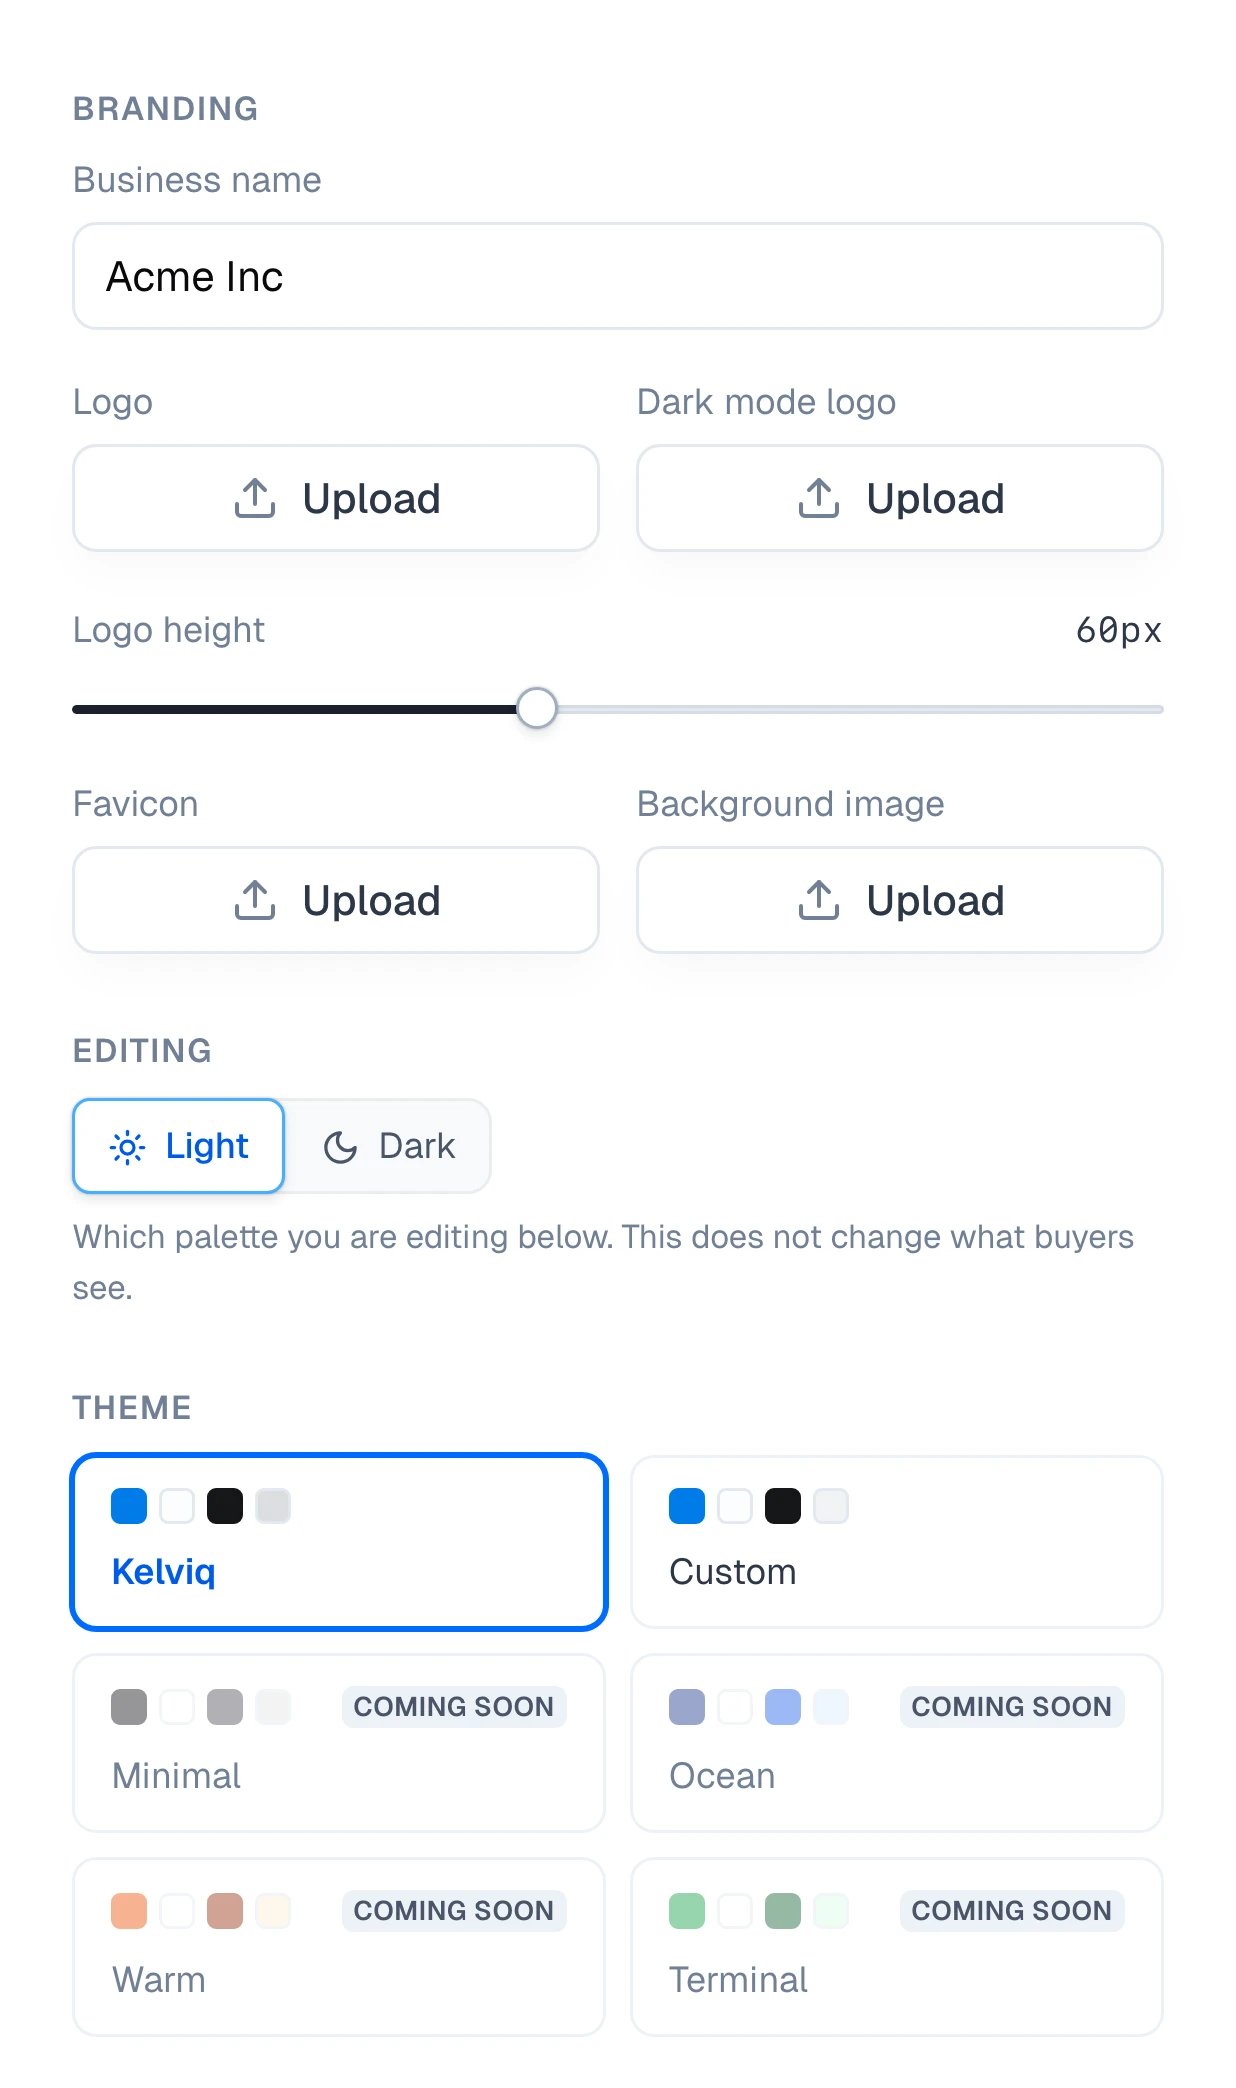 BRANDING
Business name
Acme Inc
Logo
Dark mode logo
Upload
Upload
Logo height
60px
Favicon
Background image
Upload
Upload
EDITING
Light
Dark
Which palette you are editing below. This does not change what buyers
see.
THEME
Kelviq
Custom
COMING SOON
Minimal
COMING SOON
Ocean
COMING SOON
Warm
COMING SOON
Terminal